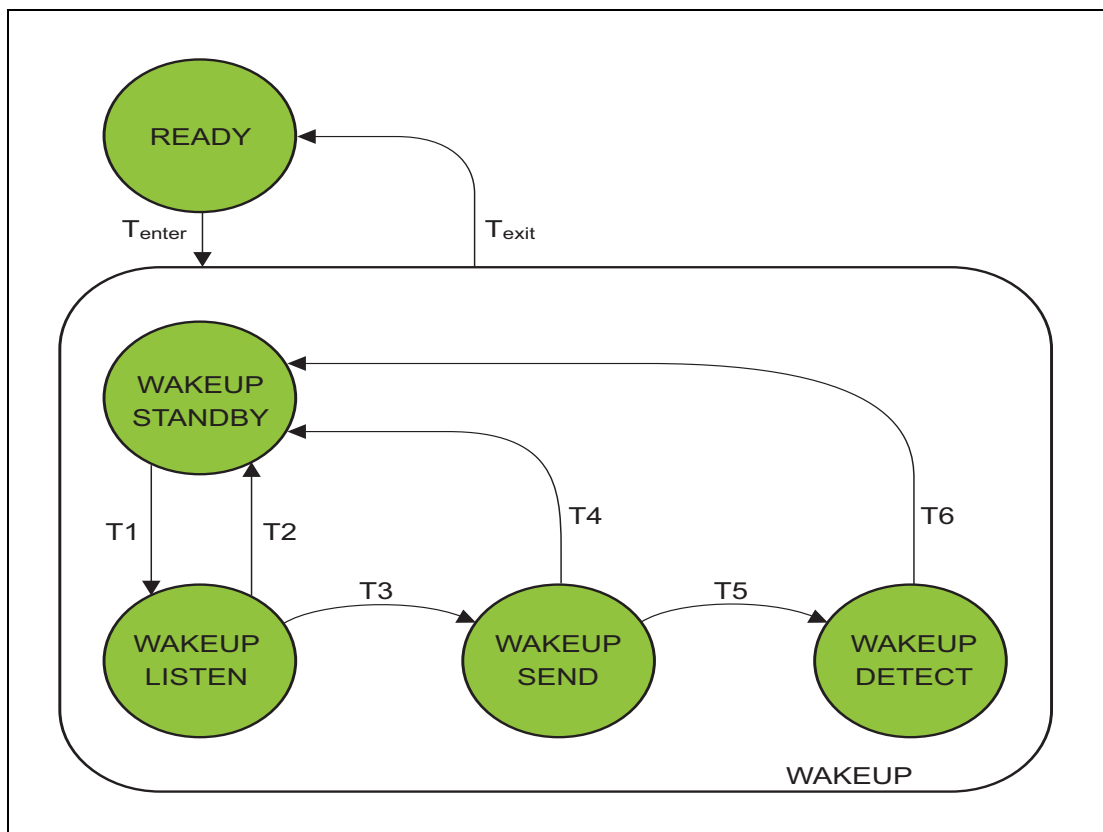 READY
Tenter
Texit
WAKEUP
STANDBY
T1
T2
T4
T6
T3
T5
WAKEUP
LISTEN
WAKEUP
SEND
WAKEUP
DETECT
WAKEUP